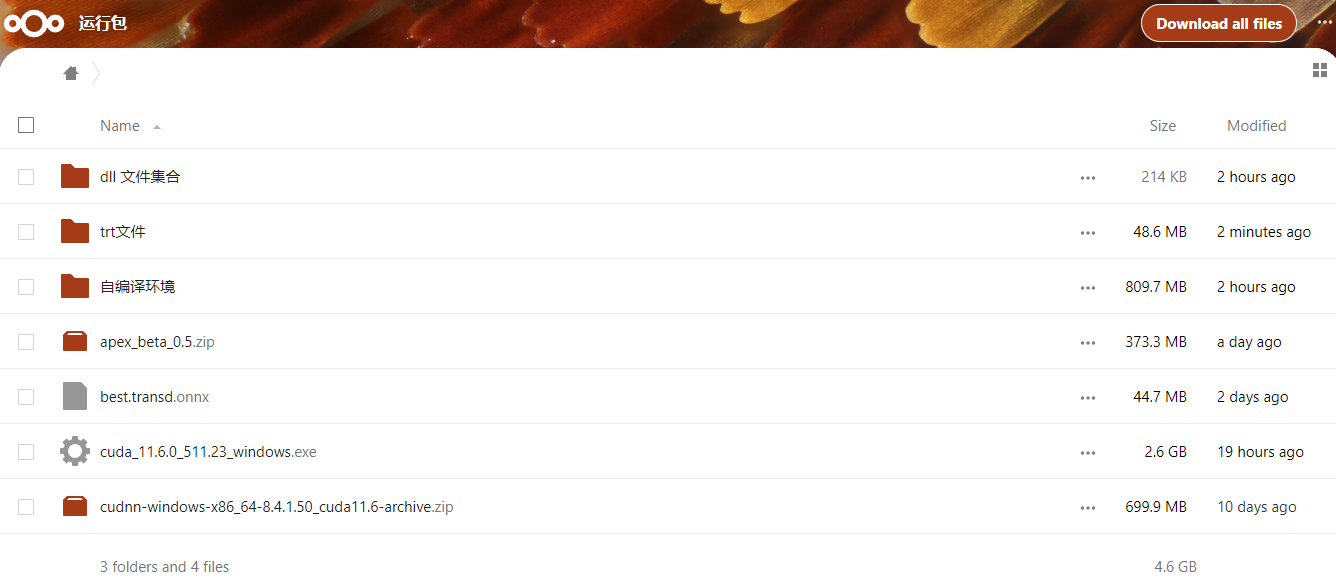 运行包 Download all files
Name Size Modified
dll 文件集合 214 KB 2 hours ago
trt文件 48.6 MB 2 minutes ago
自编译环境 809.7 MB 2 hours ago
apex_beta_0.5.zip 373.3 MB a day ago
best.transd.onnx 44.7 MB 2 days ago
cuda_11.6.0_511.23_windows.exe 2.6 GB 19 hours ago
cudnn-windows-x86_64-8.4.1.50_cuda11.6-archive.zip 699.9 MB 10 days ago
3 folders and 4 files 4.6 GB